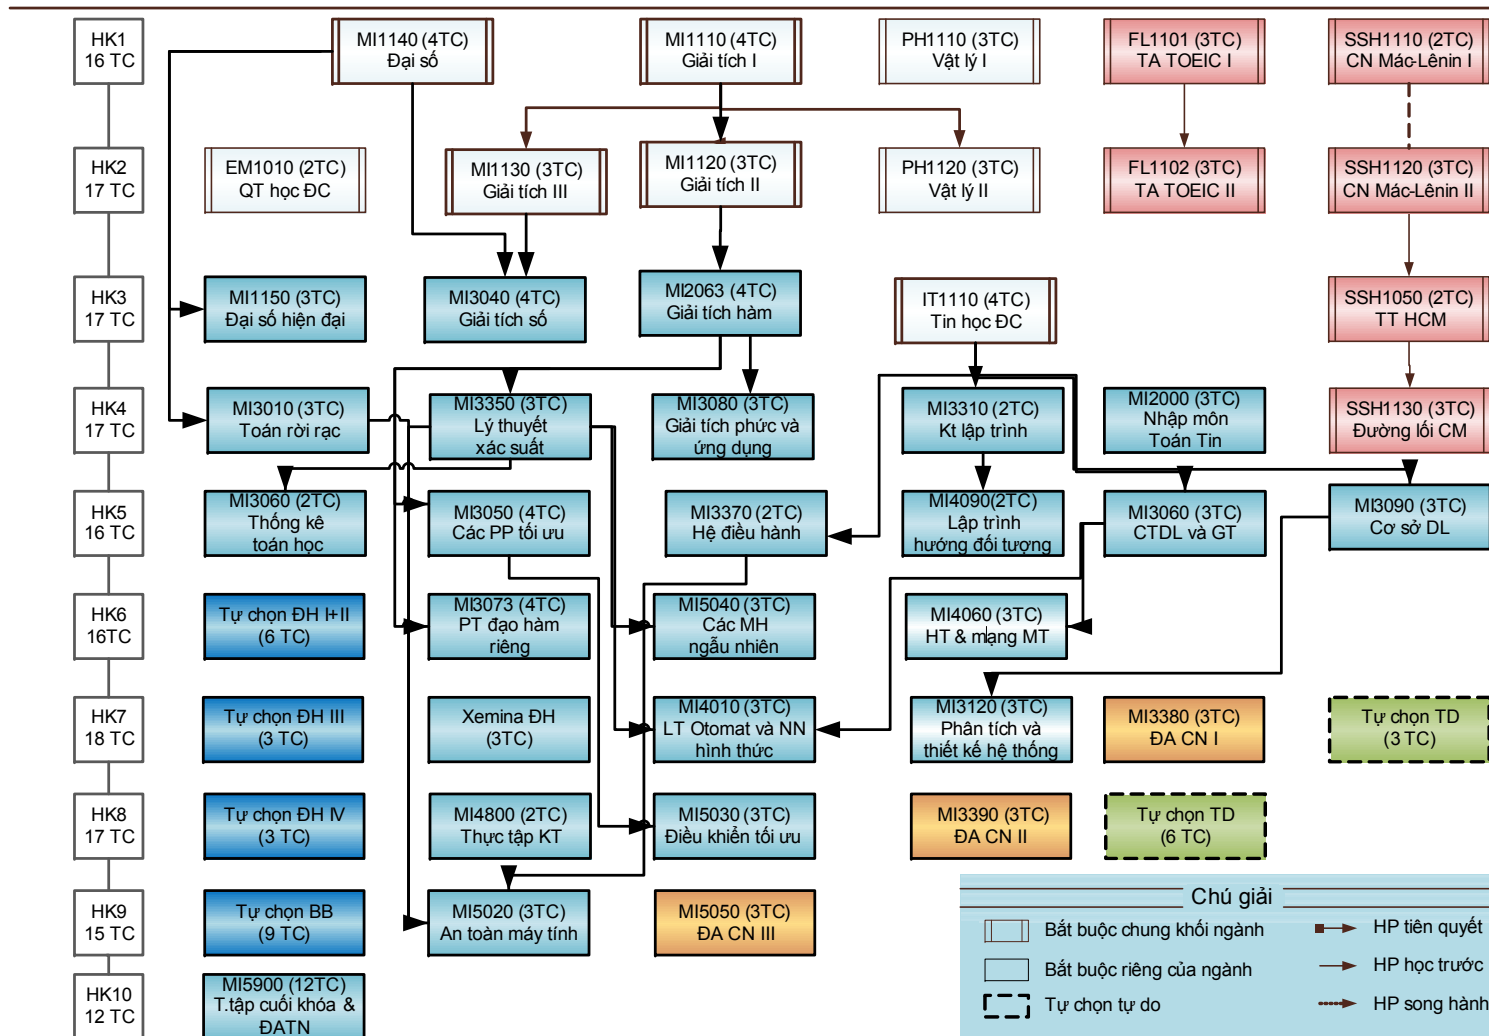 HK1
16 TC
MI1140 (4TC)
Đại số
MI1110 (4TC)
Giải tích I
PH1110 (3TC)
Vật lý I
FL1101 (3TC)
TA TOEIC I
SSH1110 (2TC)
CN Mác-Lênin I
HK2
17 TC
EM1010 (2TC)
QT học ĐC
MI1130 (3TC)
Giải tích III
MI1120 (3TC)
Giải tích II
PH1120 (3TC)
Vật lý II
FL1102 (3TC)
TA TOEIC II
SSH1120 (3TC)
CN Mác-Lênin II
HK3
17 TC
MI1150 (3TC)
Đại số hiện đại
MI3040 (4TC)
Giải tích số
MI2063 (4TC)
Giải tích hàm
IT1110 (4TC)
Tin học ĐC
SSH1050 (2TC)
TT HCM
HK4
17 TC
MI3010 (3TC)
Toán rời rạc
MI3350 (3TC)
Lý thuyết
xác suất
MI3080 (3TC)
Giải tích phức và
ứng dụng
MI3310 (2TC)
Kt lập trình
MI2000 (3TC)
Nhập môn
Toán Tin
SSH1130 (3TC)
Đường lối CM
HK5
16 TC
MI3060 (2TC)
Thống kê
toán học
MI3050 (4TC)
Các PP tối ưu
MI3370 (2TC)
Hệ điều hành
MI4090(2TC)
Lập trình
hướng đối tượng
MI3060 (3TC)
CTDL và GT
MI3090 (3TC)
Cơ sở DL
HK6
16TC
Tự chọn ĐH I+II
(6 TC)
MI3073 (4TC)
PT đạo hàm
riêng
MI5040 (3TC)
Các MH
ngẫu nhiên
MI4060 (3TC)
HT & mạng MT
HK7
18 TC
Tự chọn ĐH III
(3 TC)
Xemina ĐH
(3TC)
MI4010 (3TC)
LT Otomat và NN
hình thức
MI3120 (3TC)
Phân tích và
thiết kế hệ thống
MI3380 (3TC)
ĐA CN I
Tự chọn TD
(3 TC)
HK8
17 TC
Tự chọn ĐH IV
(3 TC)
MI4800 (2TC)
Thực tập KT
MI5030 (3TC)
Điều khiển tối ưu
MI3390 (3TC)
ĐA CN II
Tự chọn TD
(6 TC)
HK9
15 TC
Tự chọn BB
(9 TC)
MI5020 (3TC)
An toàn máy tính
MI5050 (3TC)
ĐA CN III
HK10
12 TC
MI5900 (12TC)
T.tập cuối khóa &
ĐATN
Chú giải
Bắt buộc chung khối ngành
HP tiên quyết
Bắt buộc riêng của ngành
HP học trước
Tự chọn tự do
HP song hành